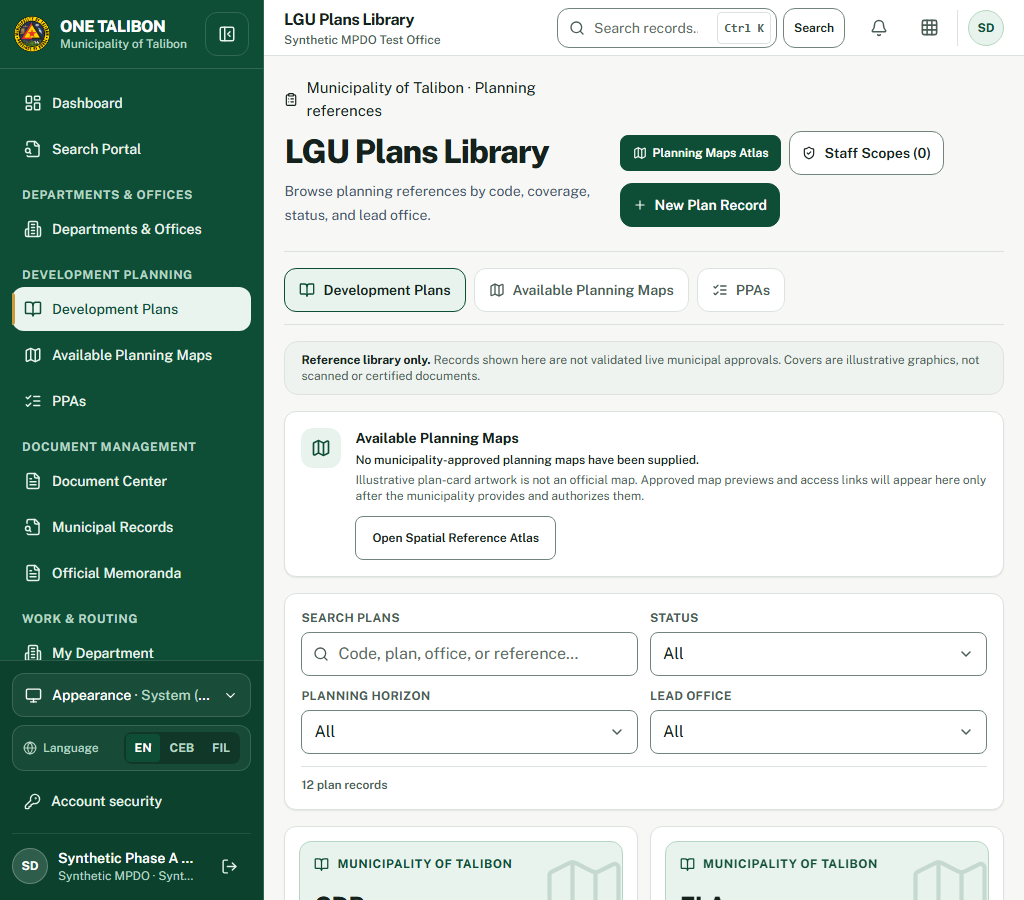 ONE TALIBON
Municipality of Talibon
Dashboard
Search Portal
DEPARTMENTS & OFFICES
Departments & Offices
DEVELOPMENT PLANNING
Development Plans
Available Planning Maps
PPAs
DOCUMENT MANAGEMENT
Document Center
Municipal Records
Official Memoranda
WORK & ROUTING
My Department
Appearance · System (...
Language EN CEB FIL
Account security
SD
Synthetic Phase A ...
Synthetic MPDO · Synt...
LGU Plans Library
Synthetic MPDO Test Office
Search records.. Ctrl K Search SD
Municipality of Talibon · Planning
references
LGU Plans Library
Browse planning references by code, coverage,
status, and lead office.
Planning Maps Atlas Staff Scopes (0)
New Plan Record
Development Plans Available Planning Maps PPAs
Reference library only. Records shown here are not validated live municipal approvals. Covers are illustrative graphics, not
scanned or certified documents.
Available Planning Maps
No municipality-approved planning maps have been supplied.
Illustrative plan-card artwork is not an official map. Approved map previews and access links will appear here only
after the municipality provides and authorizes them.
Open Spatial Reference Atlas
SEARCH PLANS STATUS
Code, plan, office, or reference... All
PLANNING HORIZON LEAD OFFICE
All All
12 plan records
MUNICIPALITY OF TALIBON MUNICIPALITY OF TALIBON